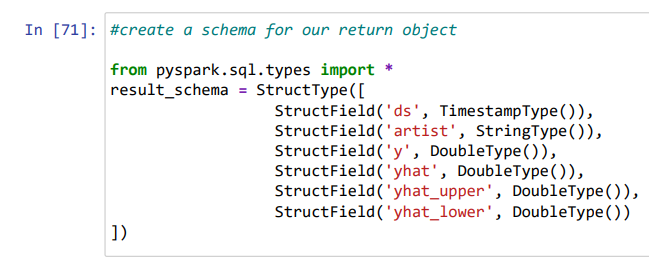 In [71]: #create a schema for our return object
from pyspark.sql.types import *
result_schema = StructType([
StructField('ds', TimestampType()),
StructField('artist', StringType()),
StructField('y', DoubleType()),
StructField('yhat', DoubleType()),
StructField('yhat_upper', DoubleType()),
StructField('yhat_lower', DoubleType())
])